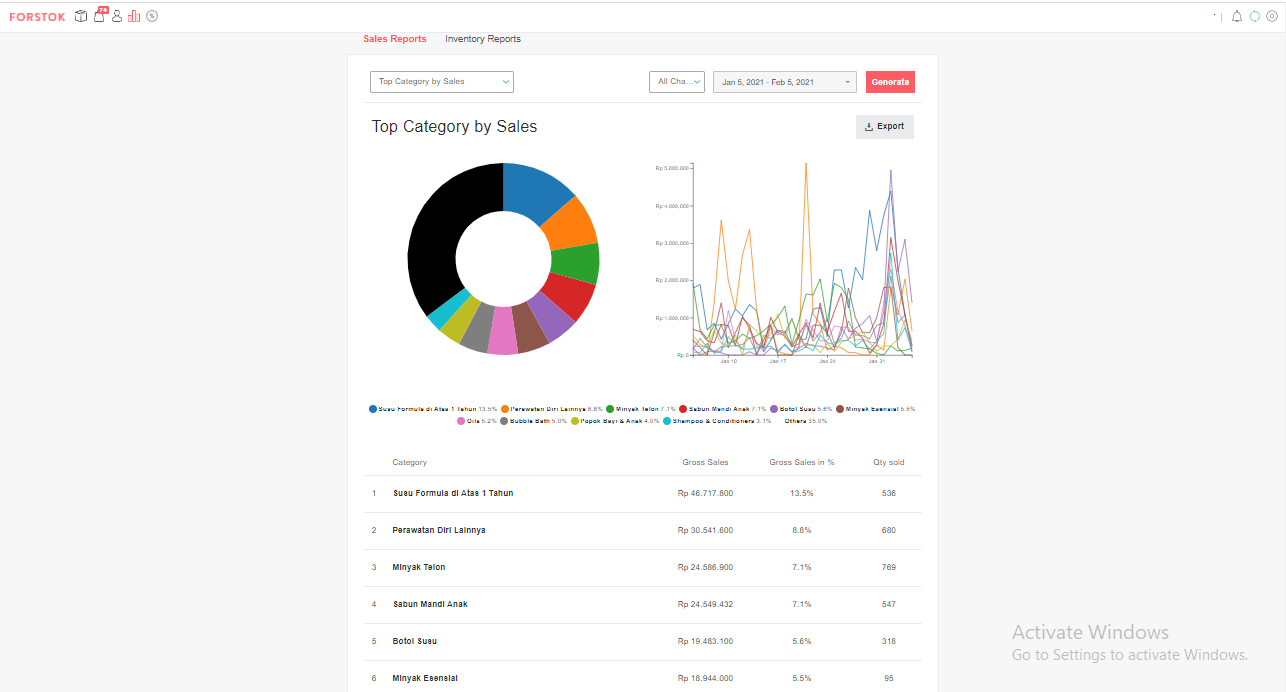 FORSTOK 74
Sales Reports Inventory Reports
Top Category by Sales All Cha... Jan 5, 2021 - Feb 5, 2021 Generate
Top Category by Sales Export
Rp 5,000,000
Rp 4,000,000
Rp 3,000,000
Rp 2,000,000
Rp 1,000,000
Rp 0
Jan 10 Jan 17 Jan 24 Jan 31
Susu Formula di Atas 1 Tahun 13.5% Perawatan Diri Lainnya 8.8% Minyak Telon 7.1% Sabun Mandi Anak 7.1% Botol Susu 5.6% Minyak Esensial 5.5%
Oils 5.2% Bubble Bath 5.0% Popok Bayi & Anak 4.0% Shampoo & Conditioners 3.1% Others 35.0%
Category Gross Sales Gross Sales in % Qty sold
1 Susu Formula di Atas 1 Tahun Rp 46.717.800 13.5% 536
2 Perawatan Diri Lainnya Rp 30.541.600 8.8% 680
3 Minyak Telon Rp 24.586.900 7.1% 769
4 Sabun Mandi Anak Rp 24.549.432 7.1% 547
5 Botol Susu Rp 19.483.100 5.6% 318
6 Minyak Esensial Rp 18.944.000 5.5% 95
Activate Windows
Go to Settings to activate Windows.